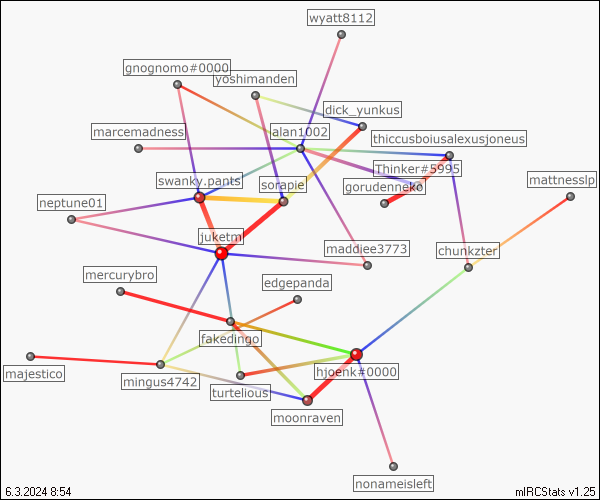 wyatt8112
gnognomo#0000
yoshimanden
dick_yunkus
marcemadness
alan1002
thiccusboiusalexusjoneus
Thinker#5995
swanky.pants
sorapie
gorudenneko
mattnesslp
neptune01
juketm
maddiee3773
chunkzter
mercurybro
edgepanda
fakedingo
majestico
mingus4742
hjoenk#0000
turtelious
moonraven
nonameisleft
6.3.2024 8:54
mIRCStats v1.25